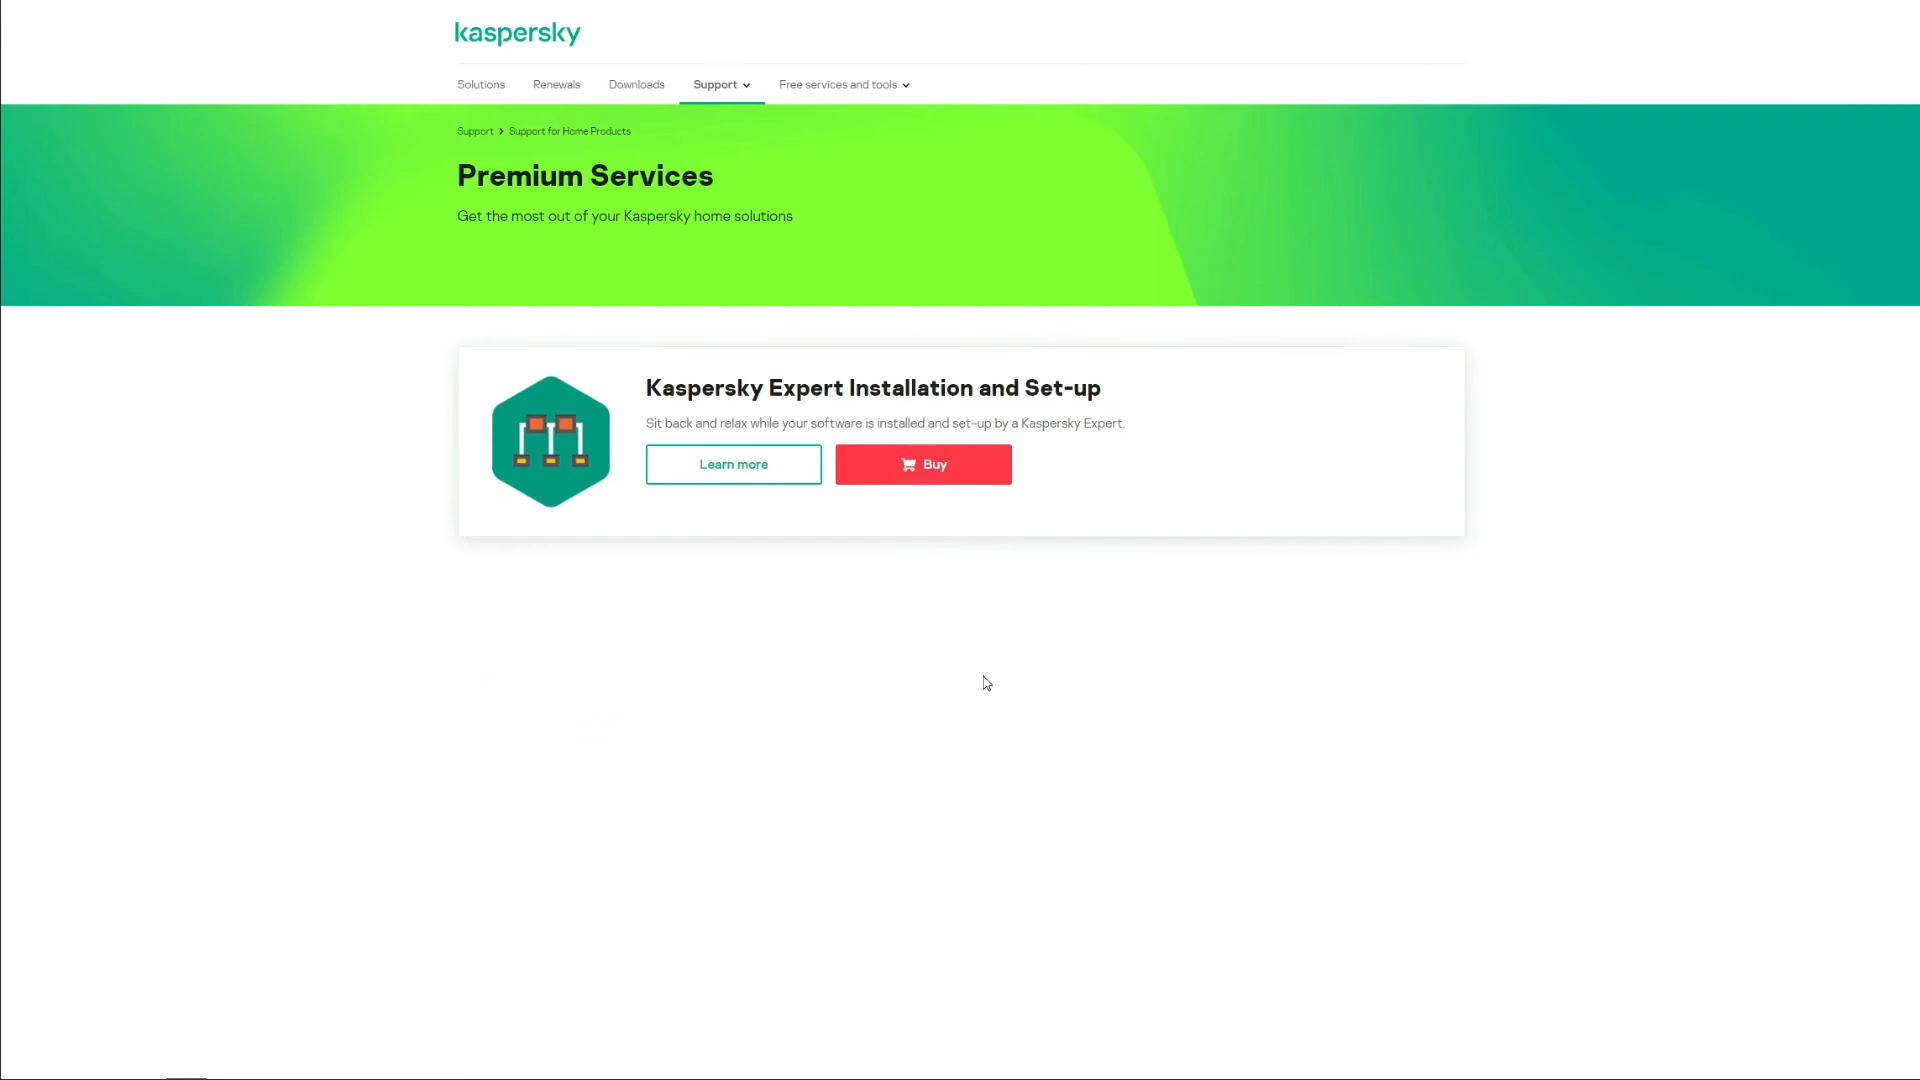 kaspersky
Solutions Renewals Downloads Support Free services and tools
Support > Support for Home Products
Premium Services
Get the most out of your Kaspersky home solutions
Kaspersky Expert Installation and Set-up
Sit back and relax while your software is installed and set-up by a Kaspersky Expert.
Learn more Buy